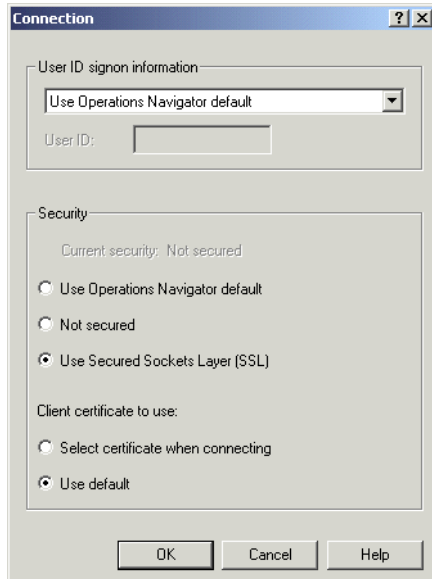 Connection
User ID signon information
Use Operations Navigator default
User ID:
Security
Current security: Not secured
Use Operations Navigator default
Not secured
Use Secured Sockets Layer (SSL)
Client certificate to use:
Select certificate when connecting
Use default
OK Cancel Help